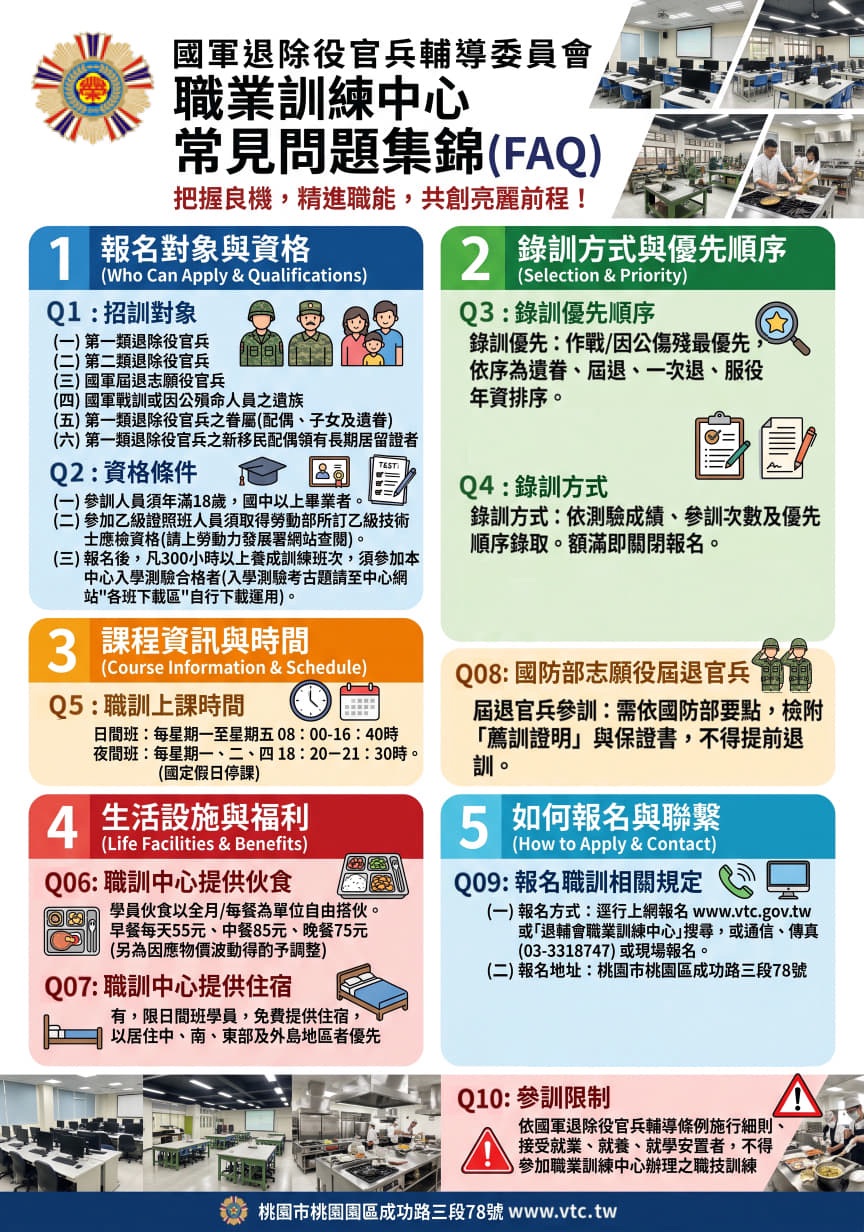 國軍退除役官兵輔導委員會
職業訓練中心
常見問題集錦(FAQ)
把握良機，精進職能，共創亮麗前程！
1 報名對象與資格
(Who Can Apply & Qualifications)
Q1：招訓對象
(一) 第一類退除役官兵
(二) 第二類退除役官兵
(三) 國軍屆退志願役官兵
(四) 國軍戰訓或因公殞命人員之遺族
(五) 第一類退除役官兵之眷屬(配偶、子女及遺眷)
(六) 第一類退除役官兵之新移民配偶領有長期居留證者
Q2：資格條件
TEST:
(一) 參訓人員須年滿18歲，國中以上畢業者。
(二) 參加乙級證照班人員須取得勞動部所訂乙級技術
士應檢資格(請上勞動力發展署網站查閱)。
(三) 報名後，凡300小時以上養成訓練班次，須參加本
中心入學測驗合格者(入學測驗考古題請至中心網
站"各班下載區"自行下載運用)。
2 錄訓方式與優先順序
(Selection & Priority)
Q3：錄訓優先順序
錄訓優先：作戰/因公傷殘最優先，
依序為遺眷、屆退、一次退、服役
年資排序。
Q4：錄訓方式
錄訓方式：依測驗成績、參訓次數及優先
順序錄取。額滿即關閉報名。
3 課程資訊與時間
(Course Information & Schedule)
Q5：職訓上課時間
日間班：每星期一至星期五 08：00-16：40時
夜間班：每星期一、二、四 18：20－21：30時。
(國定假日停課)
Q08: 國防部志願役屆退官兵
屆退官兵參訓：需依國防部要點，檢附
「薦訓證明」與保證書，不得提前退
訓。
4 生活設施與福利
(Life Facilities & Benefits)
Q06: 職訓中心提供伙食
學員伙食以全月/每餐為單位自由搭伙。
早餐每天55元、中餐85元、晚餐75元
(另為因應物價波動得酌予調整)
Q07: 職訓中心提供住宿
有，限日間班學員，免費提供住宿，
以居住中、南、東部及外島地區者優先
5 如何報名與聯繫
(How to Apply & Contact)
Q09: 報名職訓相關規定
(一) 報名方式：逕行上網報名 www.vtc.gov.tw
或「退輔會職業訓練中心」搜尋，或通信、傳真
(03-3318747) 或現場報名。
(二) 報名地址：桃園市桃園區成功路三段78號
Q10: 參訓限制
依國軍退除役官兵輔導條例施行細則、
接受就業、就養、就學安置者，不得
參加職業訓練中心辦理之職技訓練
桃園市桃園園區成功路三段78號 www.vtc.tw